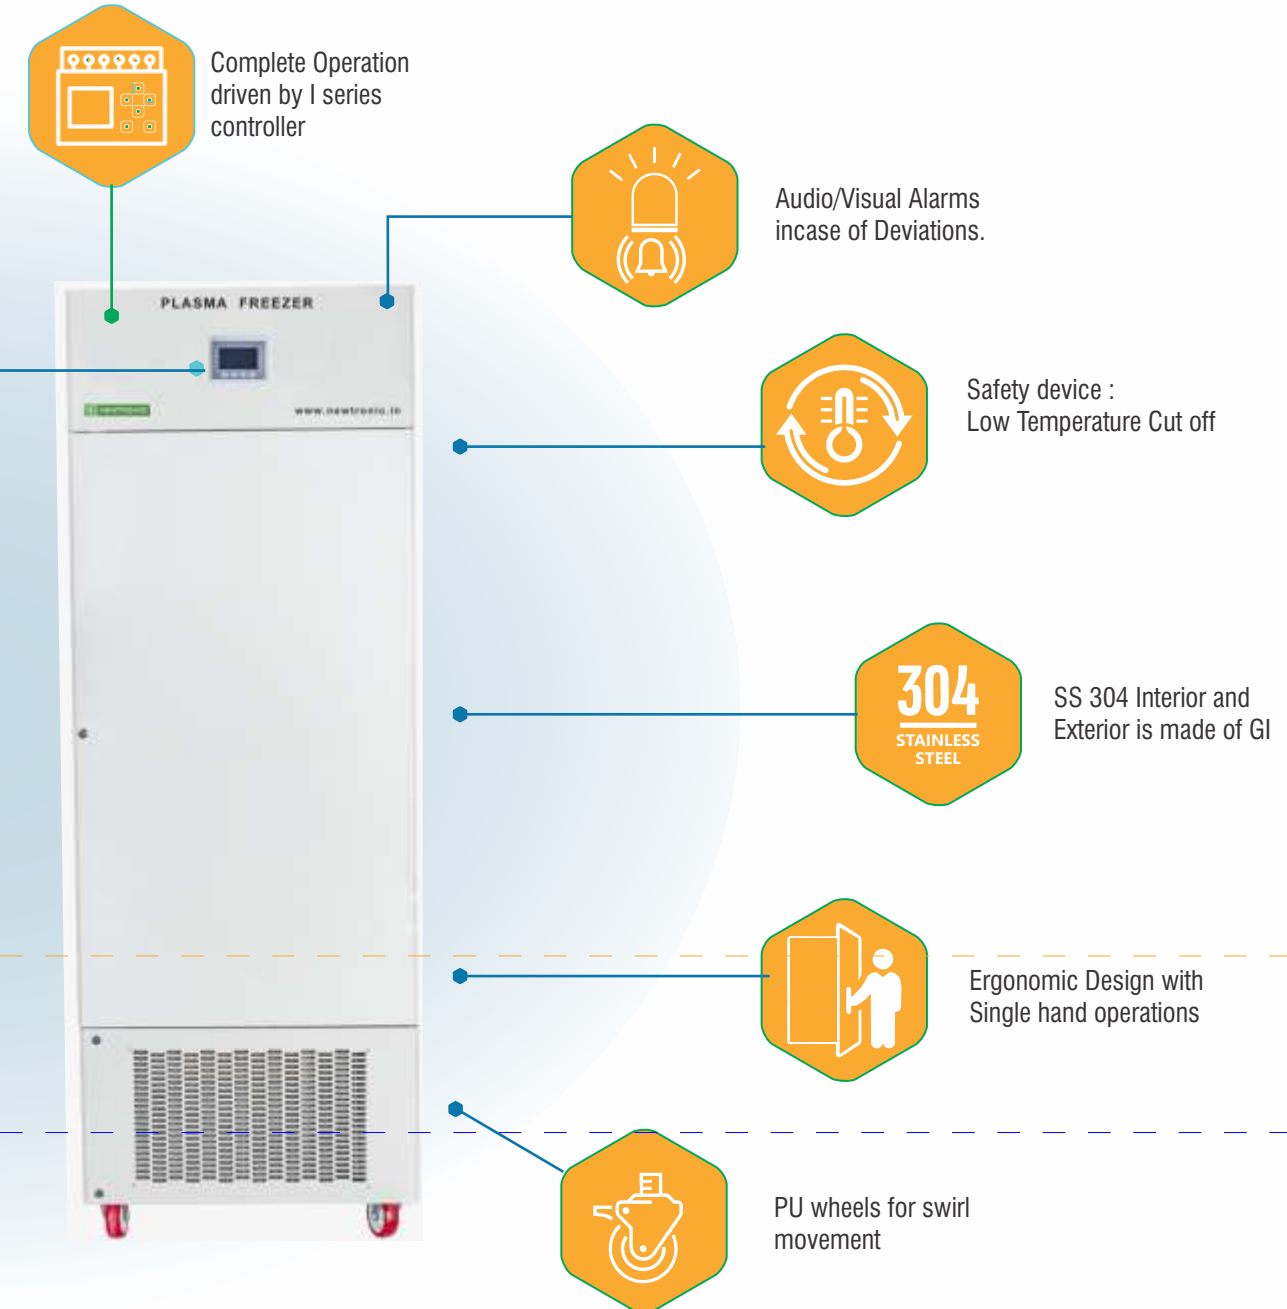 Complete Operation
driven by I series
controller
Audio/Visual Alarms
incase of Deviations.
PLASMA FREEZER
NEWTRONIC
www.newtronic.in
Safety device :
Low Temperature Cut off
304
STAINLESS
STEEL
SS 304 Interior and
Exterior is made of GI
Ergonomic Design with
Single hand operations
PU wheels for swirl
movement